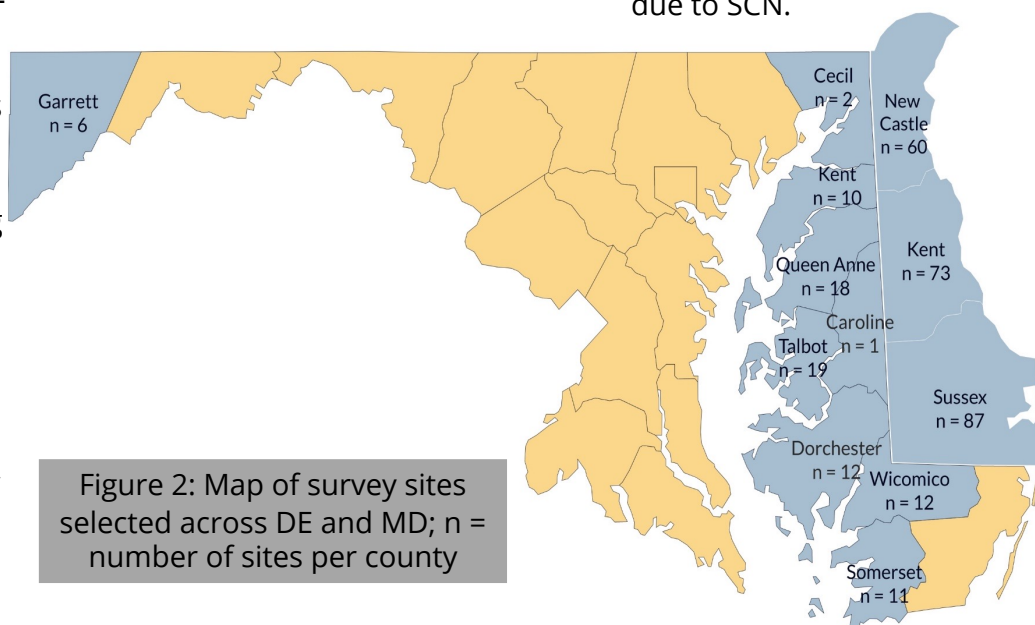 due to SCN.
Garrett
n = 6
Cecil
n = 2
New
Castle
n = 60
Kent
n = 10
Kent
n = 73
Queen Anne
n = 18
Caroline
n = 1
Talbot
n = 19
Sussex
n = 87
Dorchester
n = 12
Wicomico
n = 12
Somerset
n = 11
Figure 2: Map of survey sites
selected across DE and MD; n =
number of sites per county